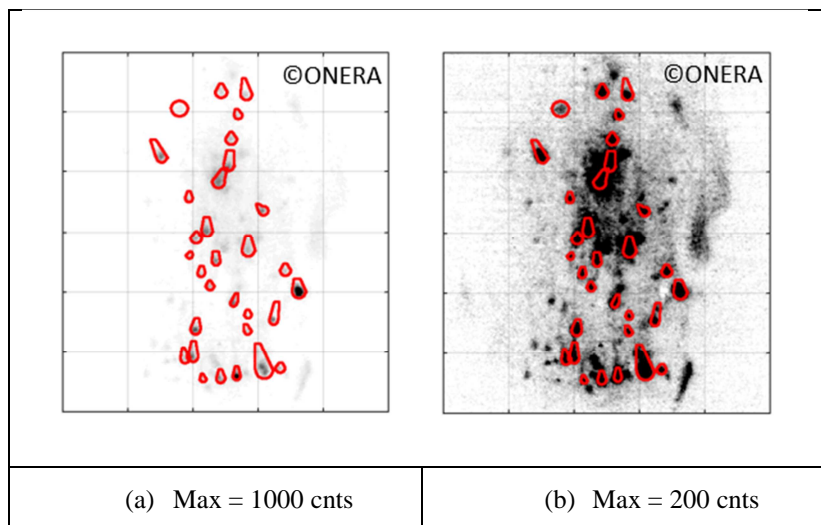 ©ONERA
©ONERA
(a) Max = 1000 cnts
(b) Max = 200 cnts